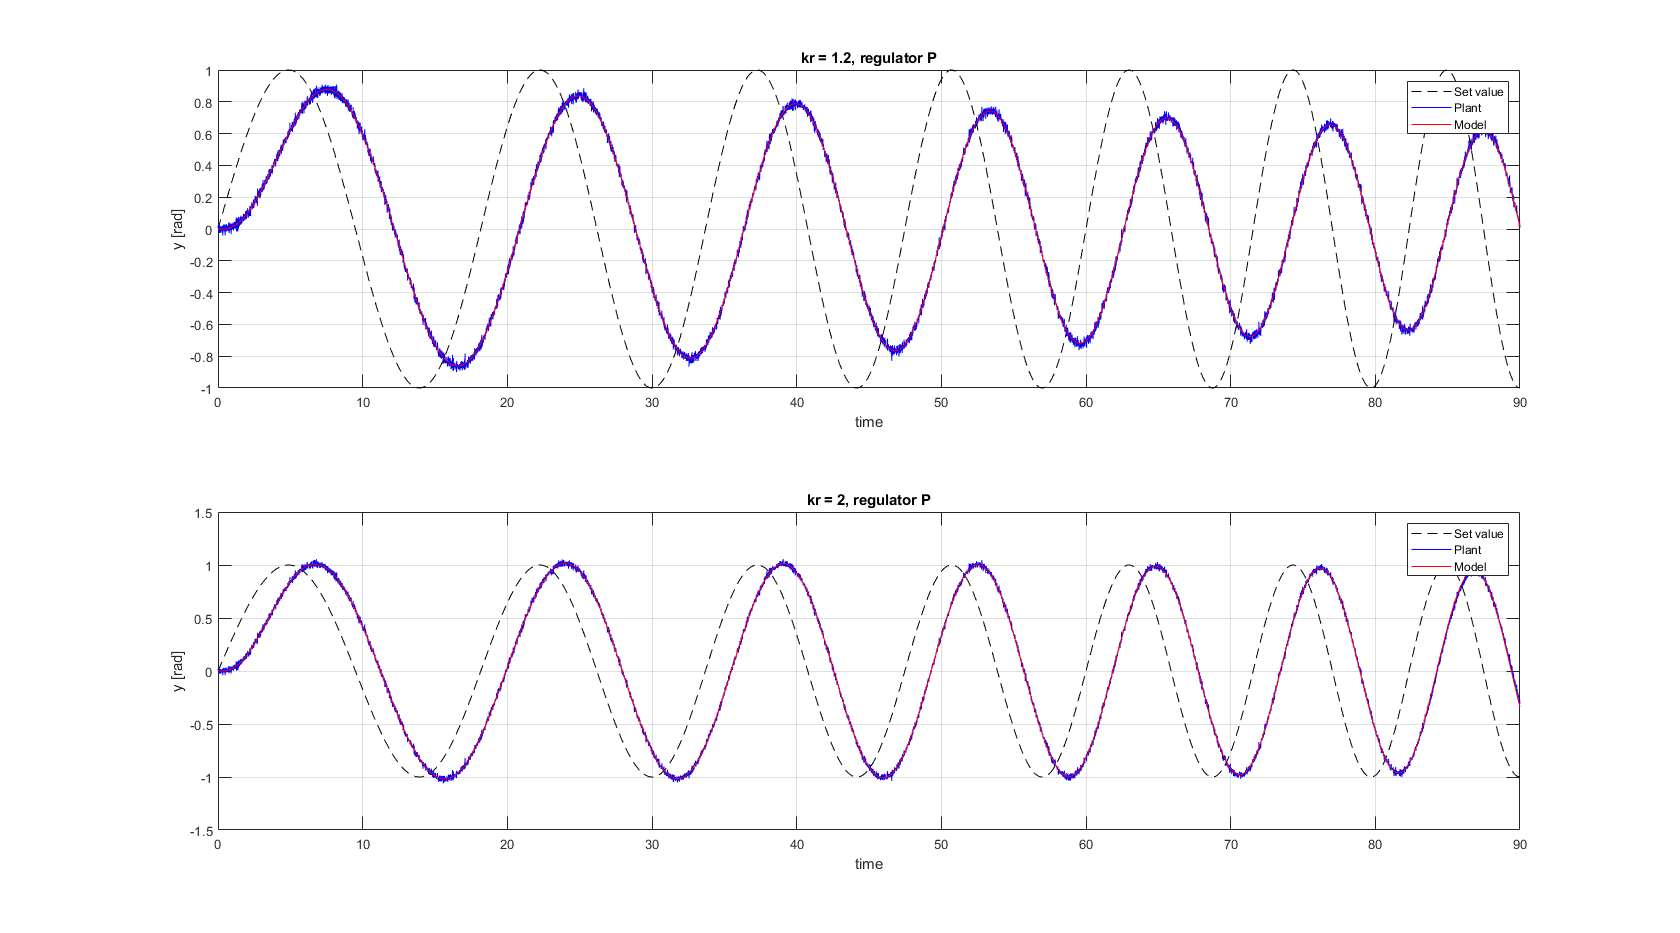 kr = 1.2, regulator P
1
0.8
0.6
0.4
0.2
0
-0.2
-0.4
-0.6
-0.8
-1
y [rad]
Set value
Plant
Model
0 10 20 30 40 50 60 70 80 90
time
kr = 2, regulator P
1.5
1
0.5
0
-0.5
-1
-1.5
y [rad]
Set value
Plant
Model
0 10 20 30 40 50 60 70 80 90
time